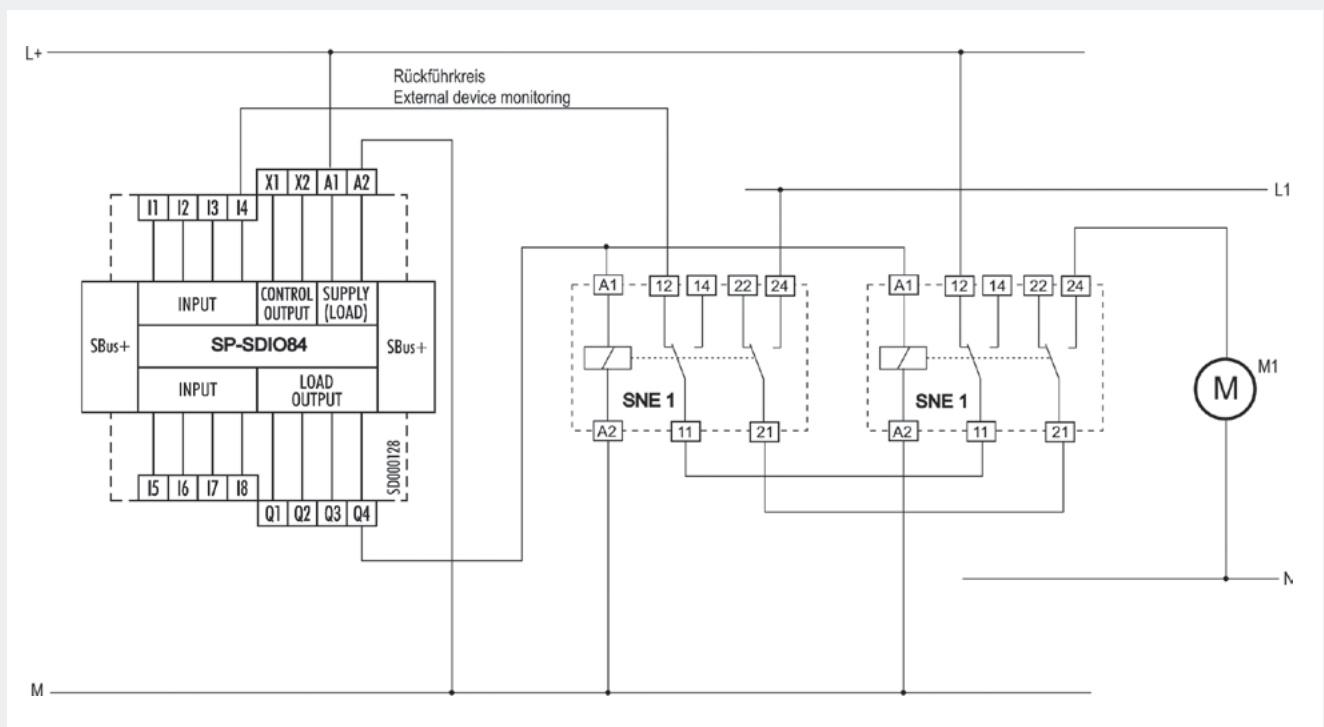 L+
Rückführkreis
External device monitoring
X1 X2 A1 A2
I1 I2 I3 I4
L1
A1 12 14 22 24
A1 12 14 22 24
INPUT
CONTROL OUTPUT
SUPPLY (LOAD)
SBus+
SP-SDIO84
SBus+
INPUT
LOAD OUTPUT
SNE 1
SNE 1
M
M1
A2 11 21
A2 11 21
SD000128
I5 I6 I7 I8
Q1 Q2 Q3 Q4
N
M